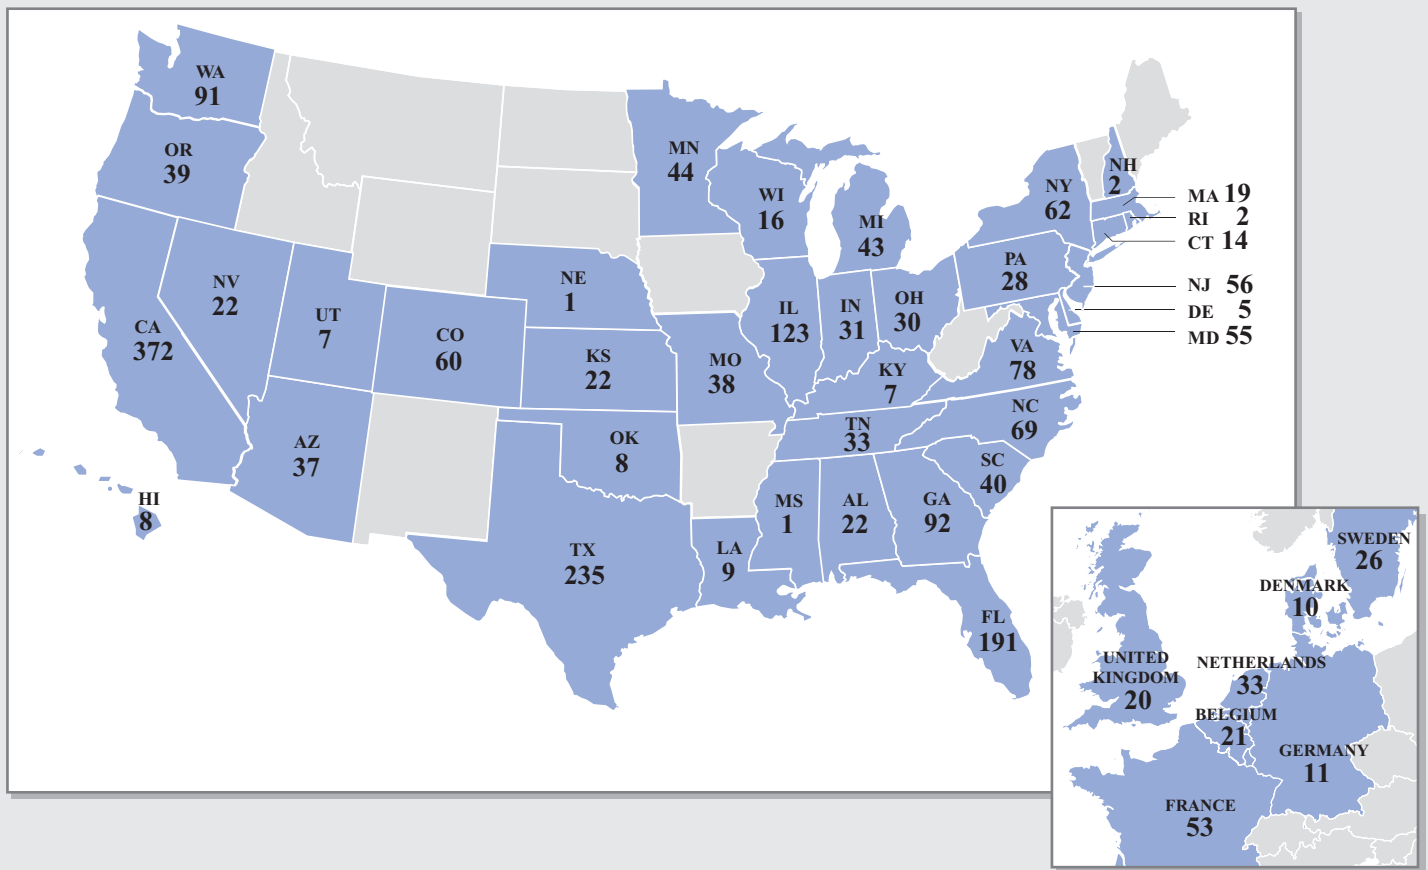 WA
91
OR
39
CA
372
NV
22
UT
7
AZ
37
HI
8
CO
60
NE
1
KS
22
OK
8
TX
235
MN
44
WI
16
MI
43
IL
123
IN
31
OH
30
MO
38
KY
7
TN
33
MS
1
AL
22
GA
92
LA
9
FL
191
SC
40
NC
69
VA
78
PA
28
NY
62
NH
2
MA 19
RI 2
CT 14
NJ 56
DE 5
MD 55
SWEDEN
26
DENMARK
10
UNITED
KINGDOM
20
NETHERLANDS
33
BELGIUM
21
GERMANY
11
FRANCE
53